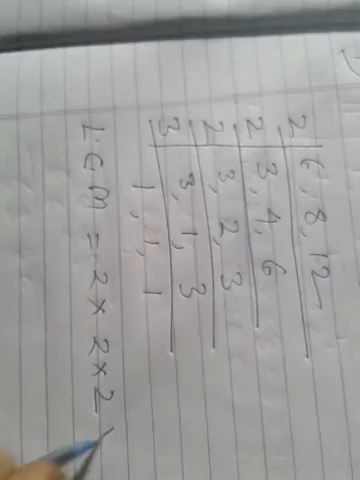 2 | 6, 8, 12
2 | 3, 4, 6
2 | 3, 2, 3
3 | 3, 1, 3
1, 1, 1
L.C M = 2 × 2 × 2